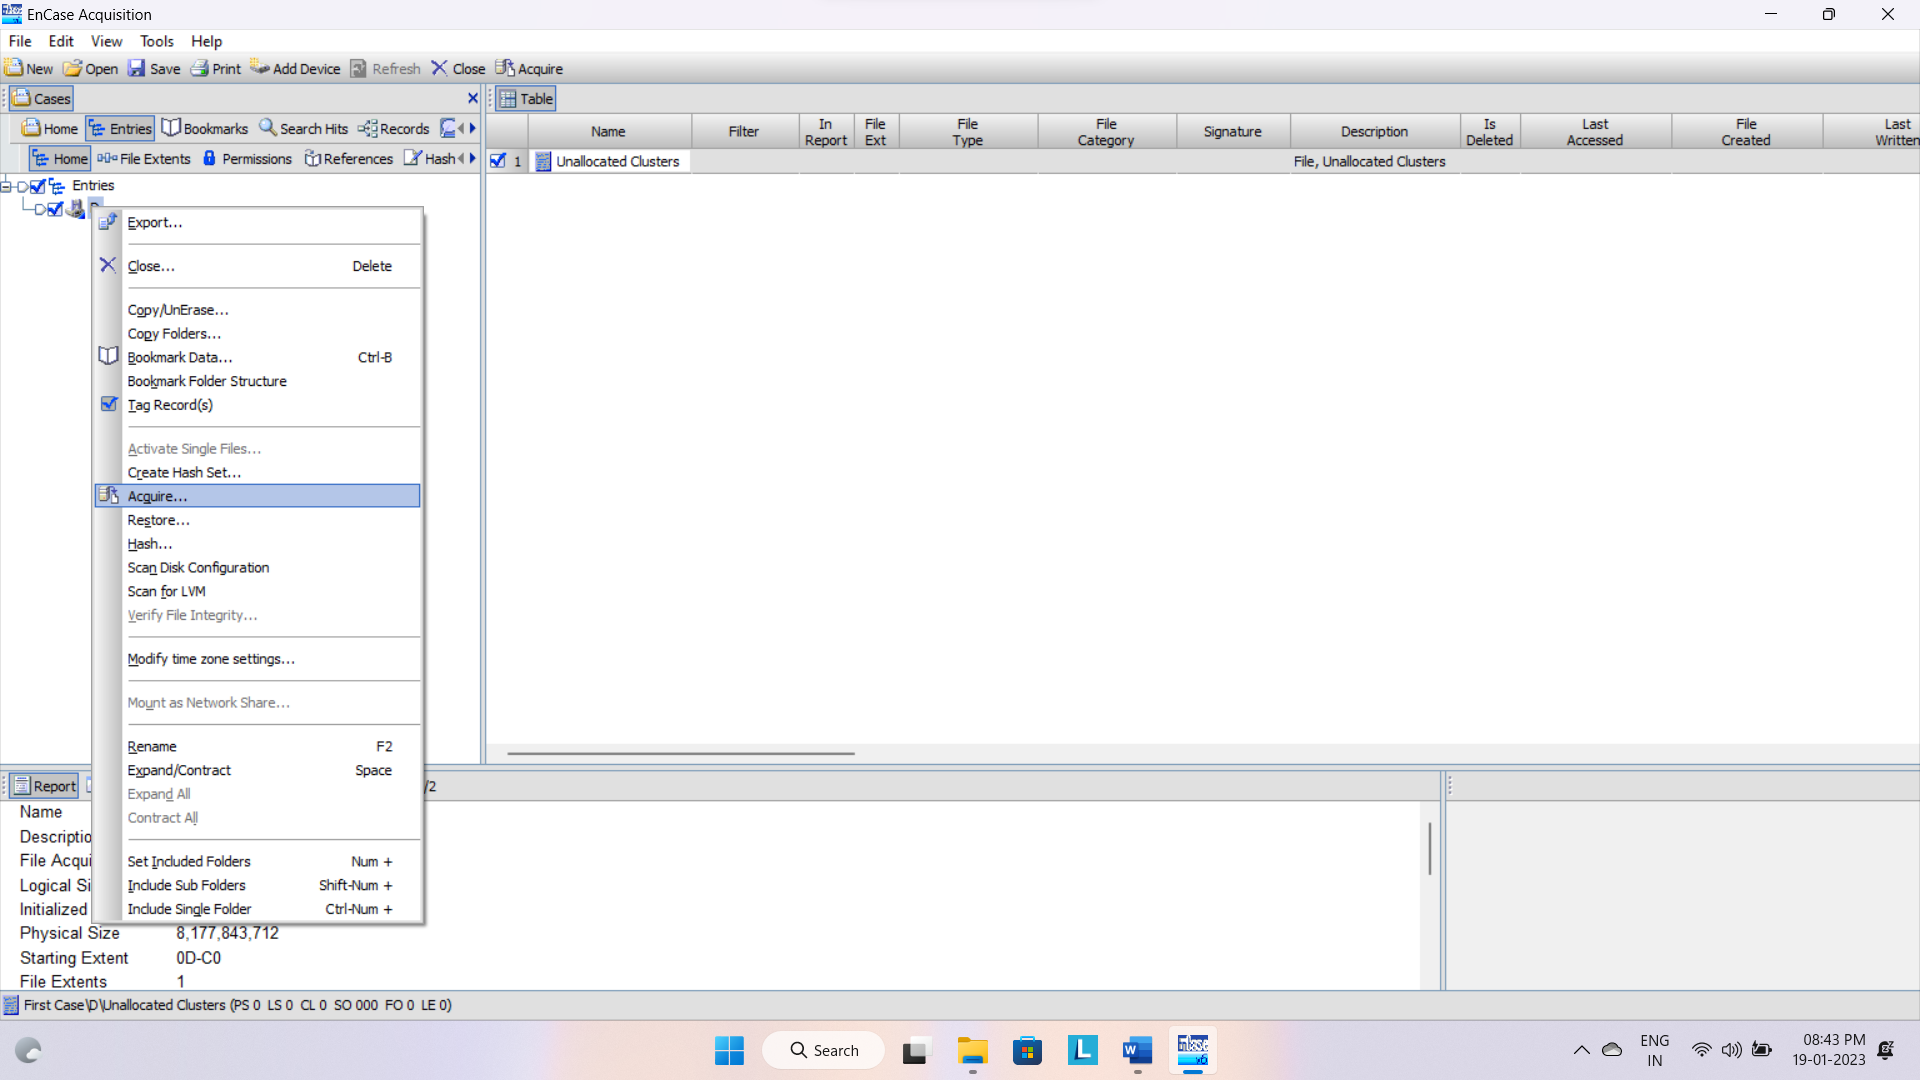 EnCase Acquisition
File Edit View Tools Help
New Open Save Print Add Device Refresh Close Acquire
Cases
Table
Home Entries Bookmarks Search Hits Records
Home File Extents Permissions References Hash
Name Filter In Report File Ext File Type File Category Signature Description Is Deleted Last Accessed File Created Last Written
1 Unallocated Clusters File, Unallocated Clusters
Entries
Export...
Close... Delete
Copy/UnErase...
Copy Folders...
Bookmark Data... Ctrl-B
Bookmark Folder Structure
Tag Record(s)
Activate Single Files...
Create Hash Set...
Acquire...
Restore...
Hash...
Scan Disk Configuration
Scan for LVM
Verify File Integrity...
Modify time zone settings...
Mount as Network Share...
Rename F2
Expand/Contract Space
Expand All
Contract All
Set Included Folders Num +
Include Sub Folders Shift-Num +
Include Single Folder Ctrl-Num +
Report /2
Name
Descriptio
File Acqui
Logical Si
Initialized
Physical Size 8,177,843,712
Starting Extent 0D-C0
File Extents 1
First Case\D\Unallocated Clusters (PS 0 LS 0 CL 0 SO 000 FO 0 LE 0)
Search
ENG
IN
08:43 PM
19-01-2023